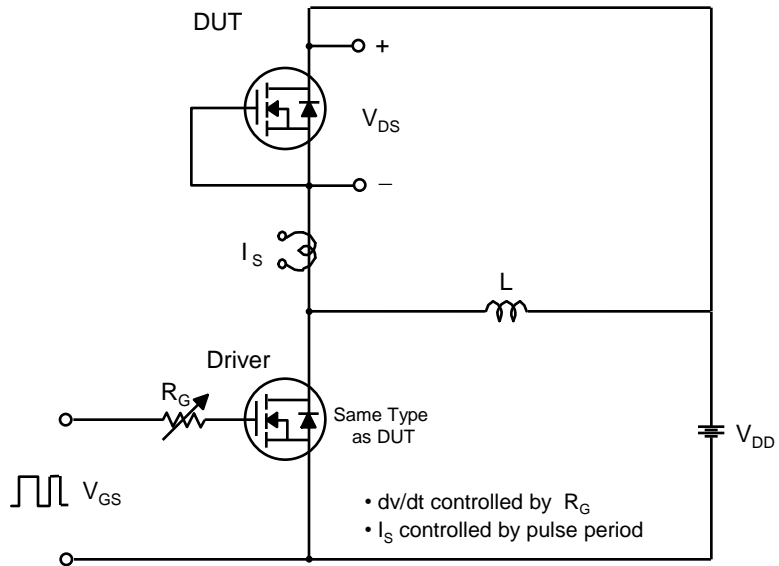 DUT
+
V_DS
−
I_S
L
Driver
R_G
Same Type
as DUT
V_DD
V_GS
• dv/dt controlled by R_G
• I_S controlled by pulse period